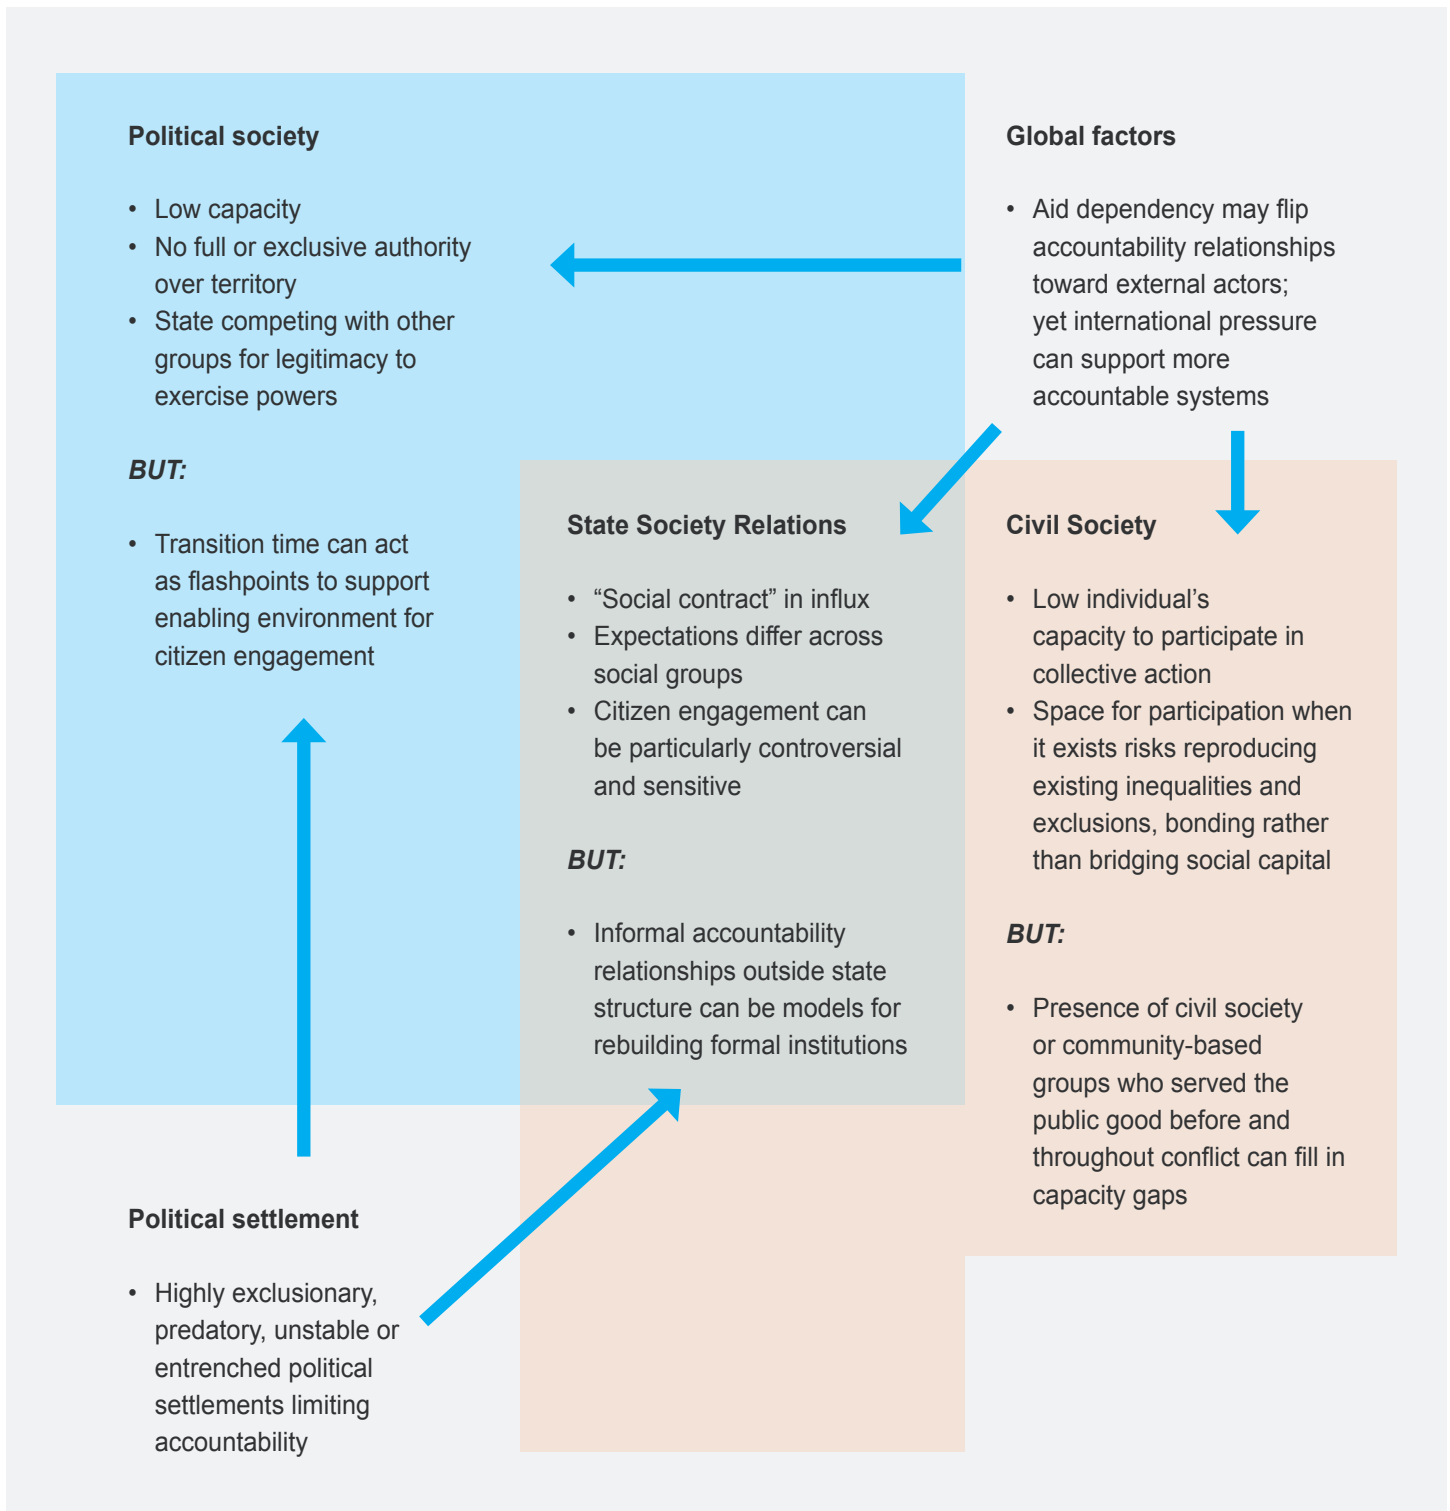 Political society
• Low capacity
• No full or exclusive authority
over territory
• State competing with other
groups for legitimacy to
exercise powers
BUT:
• Transition time can act
as flashpoints to support
enabling environment for
citizen engagement
Global factors
• Aid dependency may flip
accountability relationships
toward external actors;
yet international pressure
can support more
accountable systems
State Society Relations
• “Social contract” in influx
• Expectations differ across
social groups
• Citizen engagement can
be particularly controversial
and sensitive
BUT:
• Informal accountability
relationships outside state
structure can be models for
rebuilding formal institutions
Civil Society
• Low individual’s
capacity to participate in
collective action
• Space for participation when
it exists risks reproducing
existing inequalities and
exclusions, bonding rather
than bridging social capital
BUT:
• Presence of civil society
or community-based
groups who served the
public good before and
throughout conflict can fill in
capacity gaps
Political settlement
• Highly exclusionary,
predatory, unstable or
entrenched political
settlements limiting
accountability